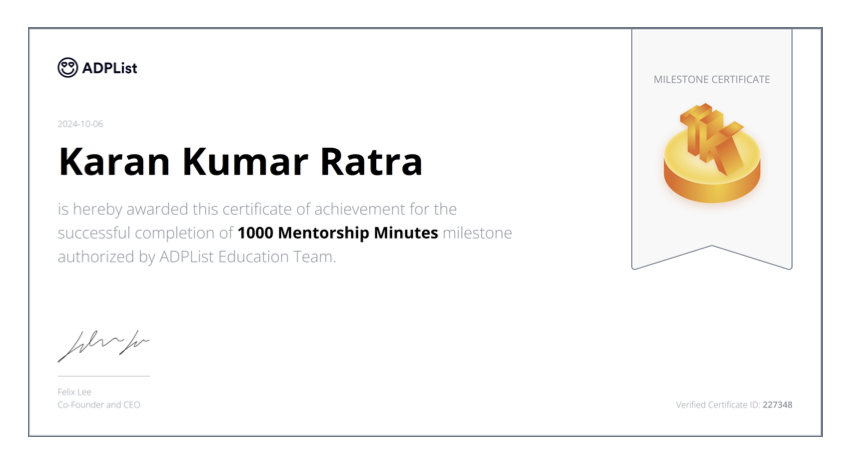 ADPList
MILESTONE CERTIFICATE
1K
2024-10-06
Karan Kumar Ratra
is hereby awarded this certificate of achievement for the
successful completion of 1000 Mentorship Minutes milestone
authorized by ADPList Education Team.
Felix Lee
Co-Founder and CEO
Verified Certificate ID: 227348